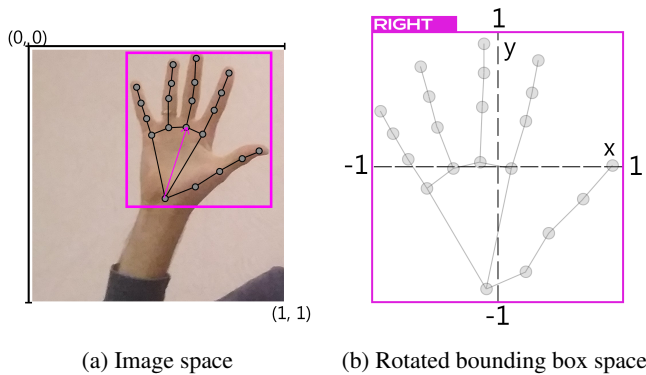 (0, 0)
(1, 1)
RIGHT
1
y
-1
x
1
-1
(a) Image space
(b) Rotated bounding box space